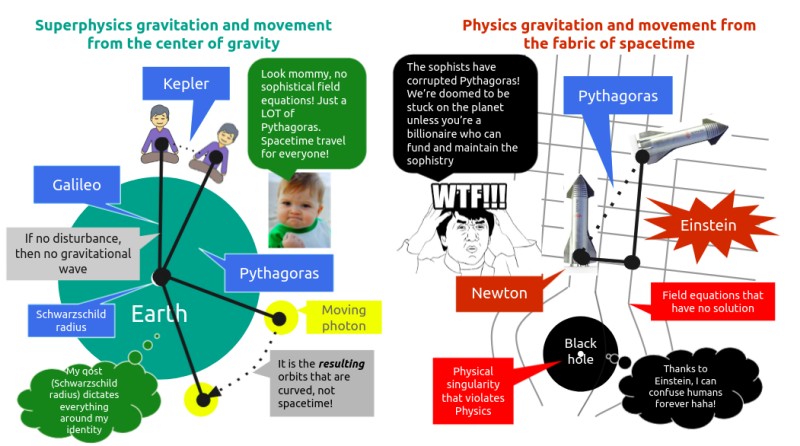 Superphysics gravitation and movement
from the center of gravity
Kepler
Look mommy, no
sophistical field
equations! Just a
LOT of
Pythagoras.
Spacetime travel
for everyone!
Galileo
If no disturbance,
then no gravitational
wave
Pythagoras
Schwarzschild
radius
Earth
Moving
photon
My qost
(Schwarzschild
radius) dictates
everything
around my
identity
It is the resulting
orbits that are
curved, not
spacetime!
Physics gravitation and movement from
the fabric of spacetime
The sophists have
corrupted Pythagoras!
We're doomed to be
stuck on the planet
unless you're a
billionaire who can
fund and maintain the
sophistry
Pythagoras
WTF!!!
Einstein
Newton
Field equations that
have no solution
Black
hole
Physical
singularity
that violates
Physics
Thanks to
Einstein, I can
confuse humans
forever haha!